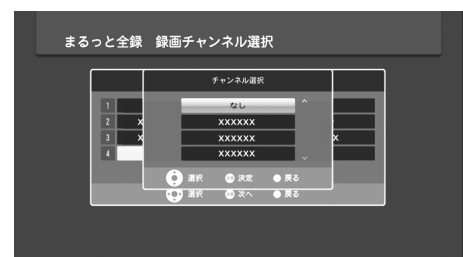 まるっと全録　録画チャンネル選択
チャンネル選択
1
なし
2 X XXXXXX
3 X XXXXXX X
4 XXXXXX
選択 決定 戻る
選択 次へ 戻る